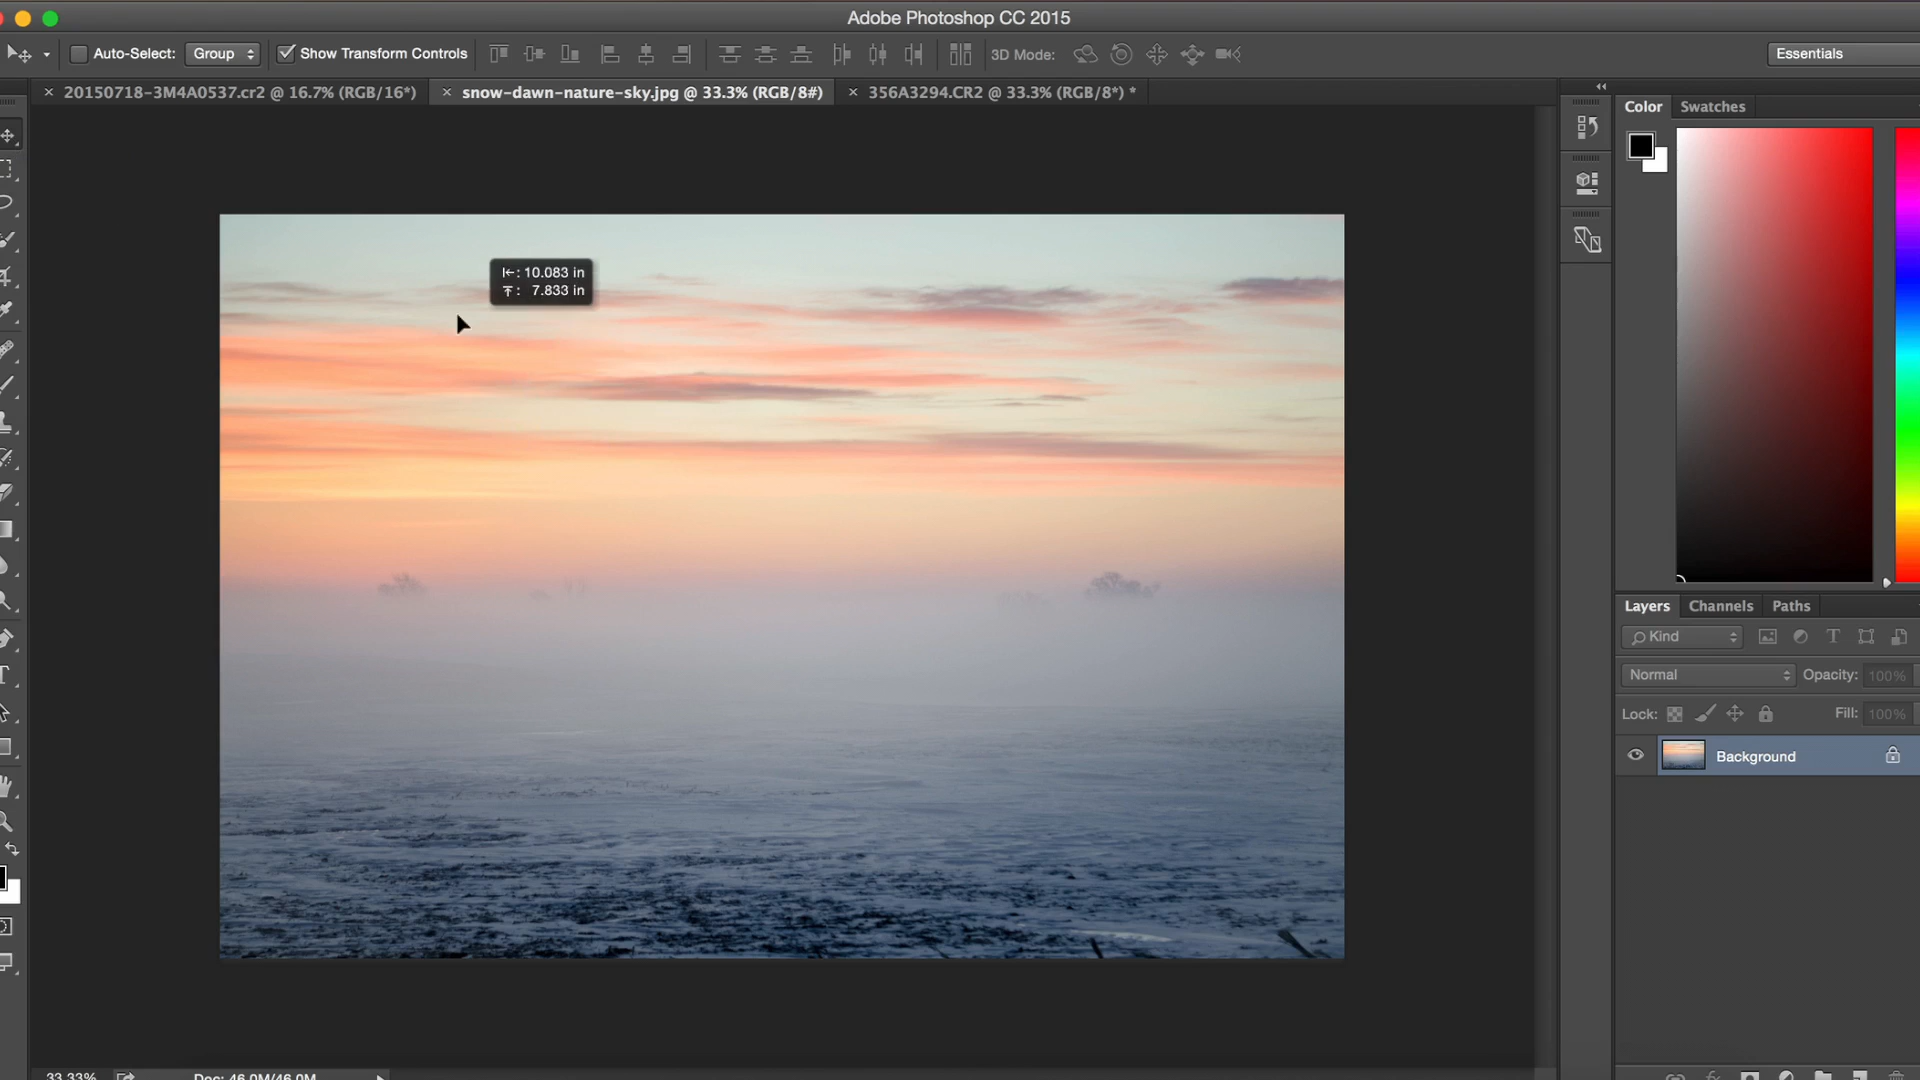 Adobe Photoshop CC 2015
Auto-Select: Group Show Transform Controls 3D Mode: Essentials
× 20150718-3M4A0537.cr2 @ 16.7% (RGB/16*) × snow-dawn-nature-sky.jpg @ 33.3% (RGB/8#) × 356A3294.CR2 @ 33.3% (RGB/8*) *
Color Swatches
10.083 in
7.833 in
Layers Channels Paths
Kind
Normal Opacity: 100%
Lock: Fill: 100%
Background
33.33% Doc: 46.0M/46.0M